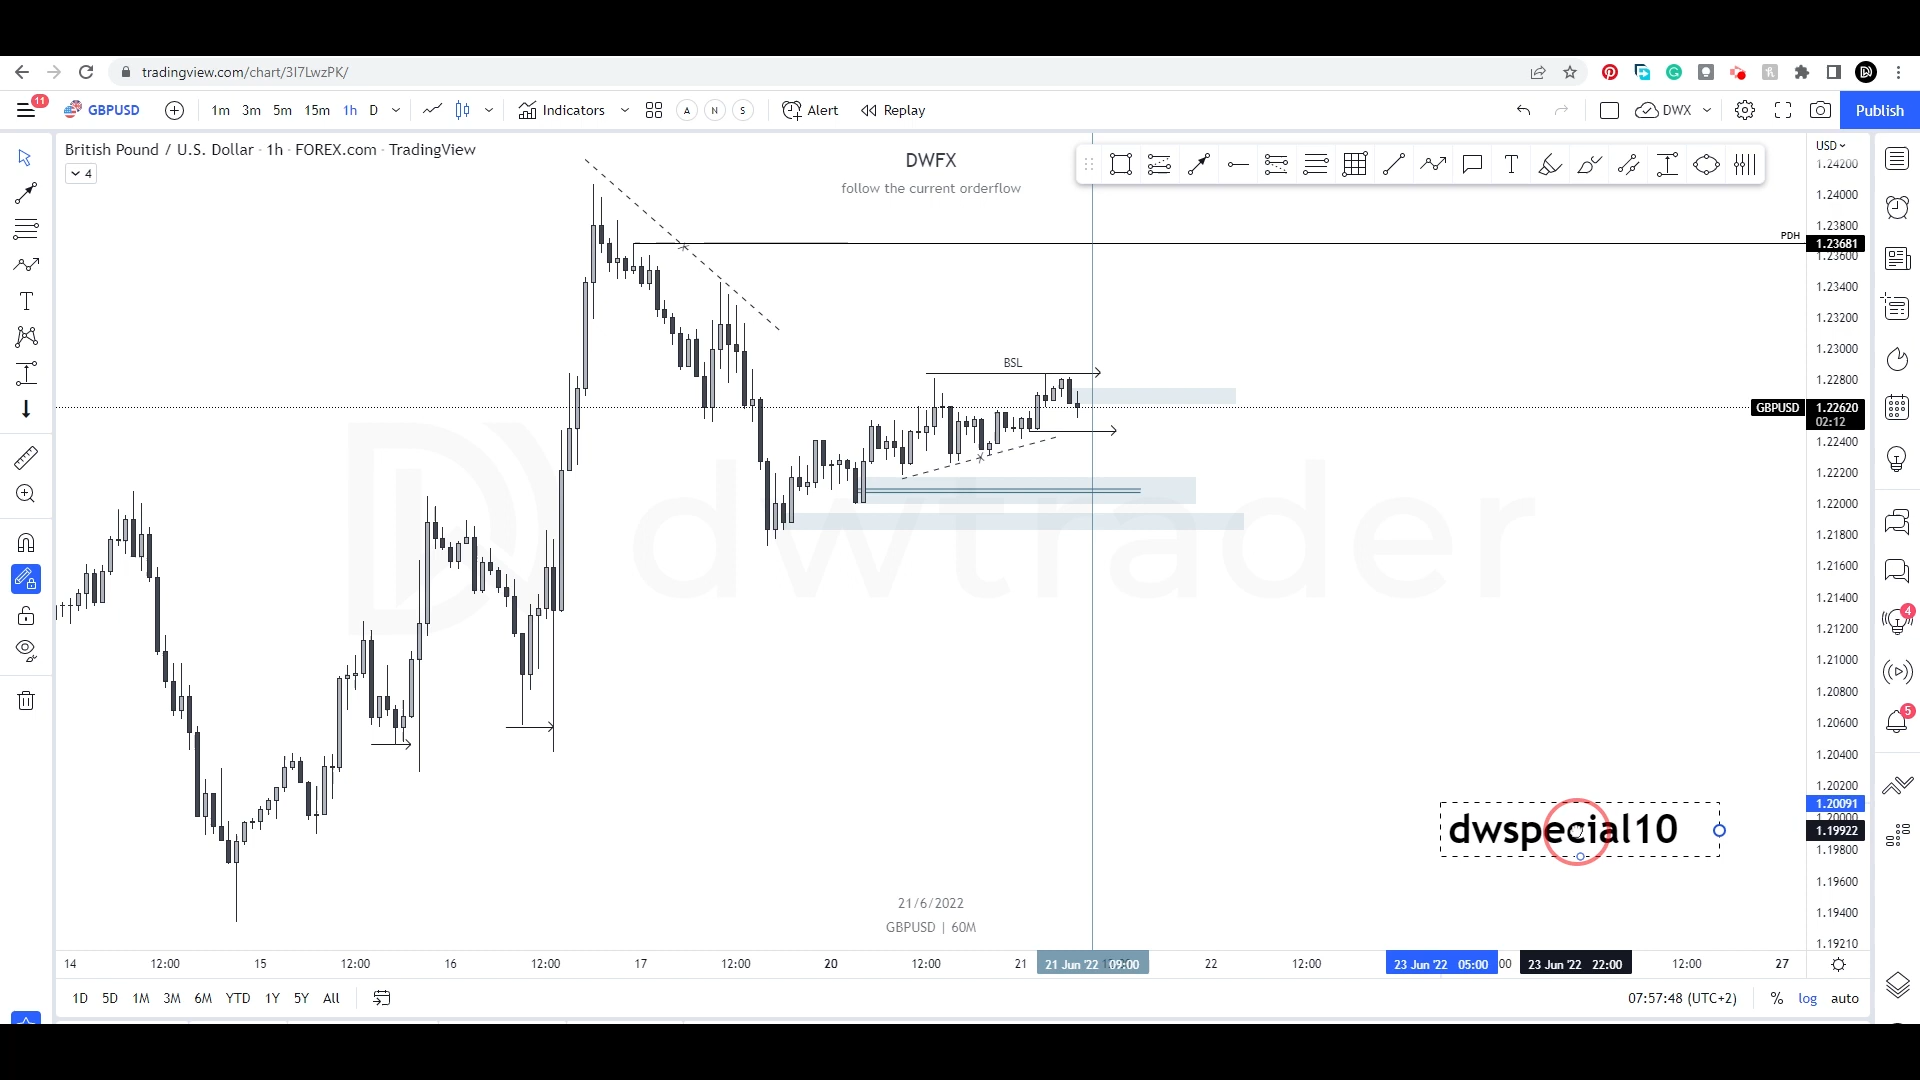 tradingview.com/chart/3I7LwzPK/
11
GBPUSD
1m 3m 5m 15m 1h D
Indicators
A N S
Alert
Replay
DWX
Publish
British Pound / U.S. Dollar · 1h · FOREX.com · TradingView
4
DWFX
follow the current orderflow
USD
1.24200
1.24000
1.23800
PDH
1.23681
1.23600
1.23400
1.23200
1.23000
BSL
1.22800
GBPUSD
1.22620
02:12
1.22400
1.22200
1.22000
1.21800
1.21600
1.21400
1.21200
1.21000
1.20800
1.20600
1.20400
1.20200
1.20091
1.20000
1.19922
1.19800
1.19600
1.19400
1.19210
dwtrader
dwspecial10
21/6/2022
GBPUSD | 60M
4
5
14 12:00 15 12:00 16 12:00 17 12:00 20 12:00 21 21 Jun '22 09:00 22 12:00 23 Jun '22 05:00 :00 23 Jun '22 22:00 12:00 27
1D 5D 1M 3M 6M YTD 1Y 5Y All
07:57:48 (UTC+2) % log auto